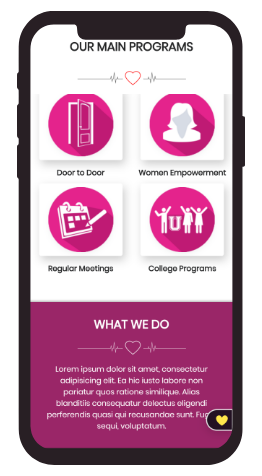 OUR MAIN PROGRAMS
Door to Door
Women Empowerment
Regular Meetings
College Programs
WHAT WE DO
Lorem ipsum dolor sit amet, consectetur
adipisicing elit. Ea hic iusto labore non
pariatur quos ratione similique. Alias
blanditiis consequatur delectus eligendi
perferendis quasi qui recusandae sunt.
sequi, voluptatum.